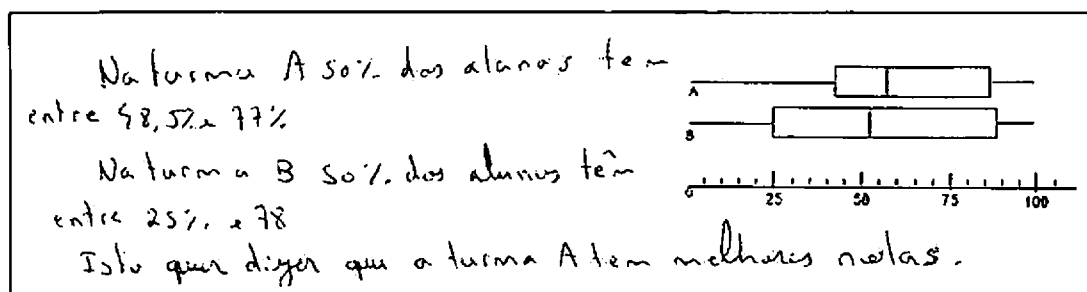 Na turma A 50% dos alunos tem
entre 48,5% e 77%
Na turma B 50% dos alunos têm
entre 25% e 78
Isto quer dizer que a turma A tem melhores notas.
A
B
0 25 50 75 100